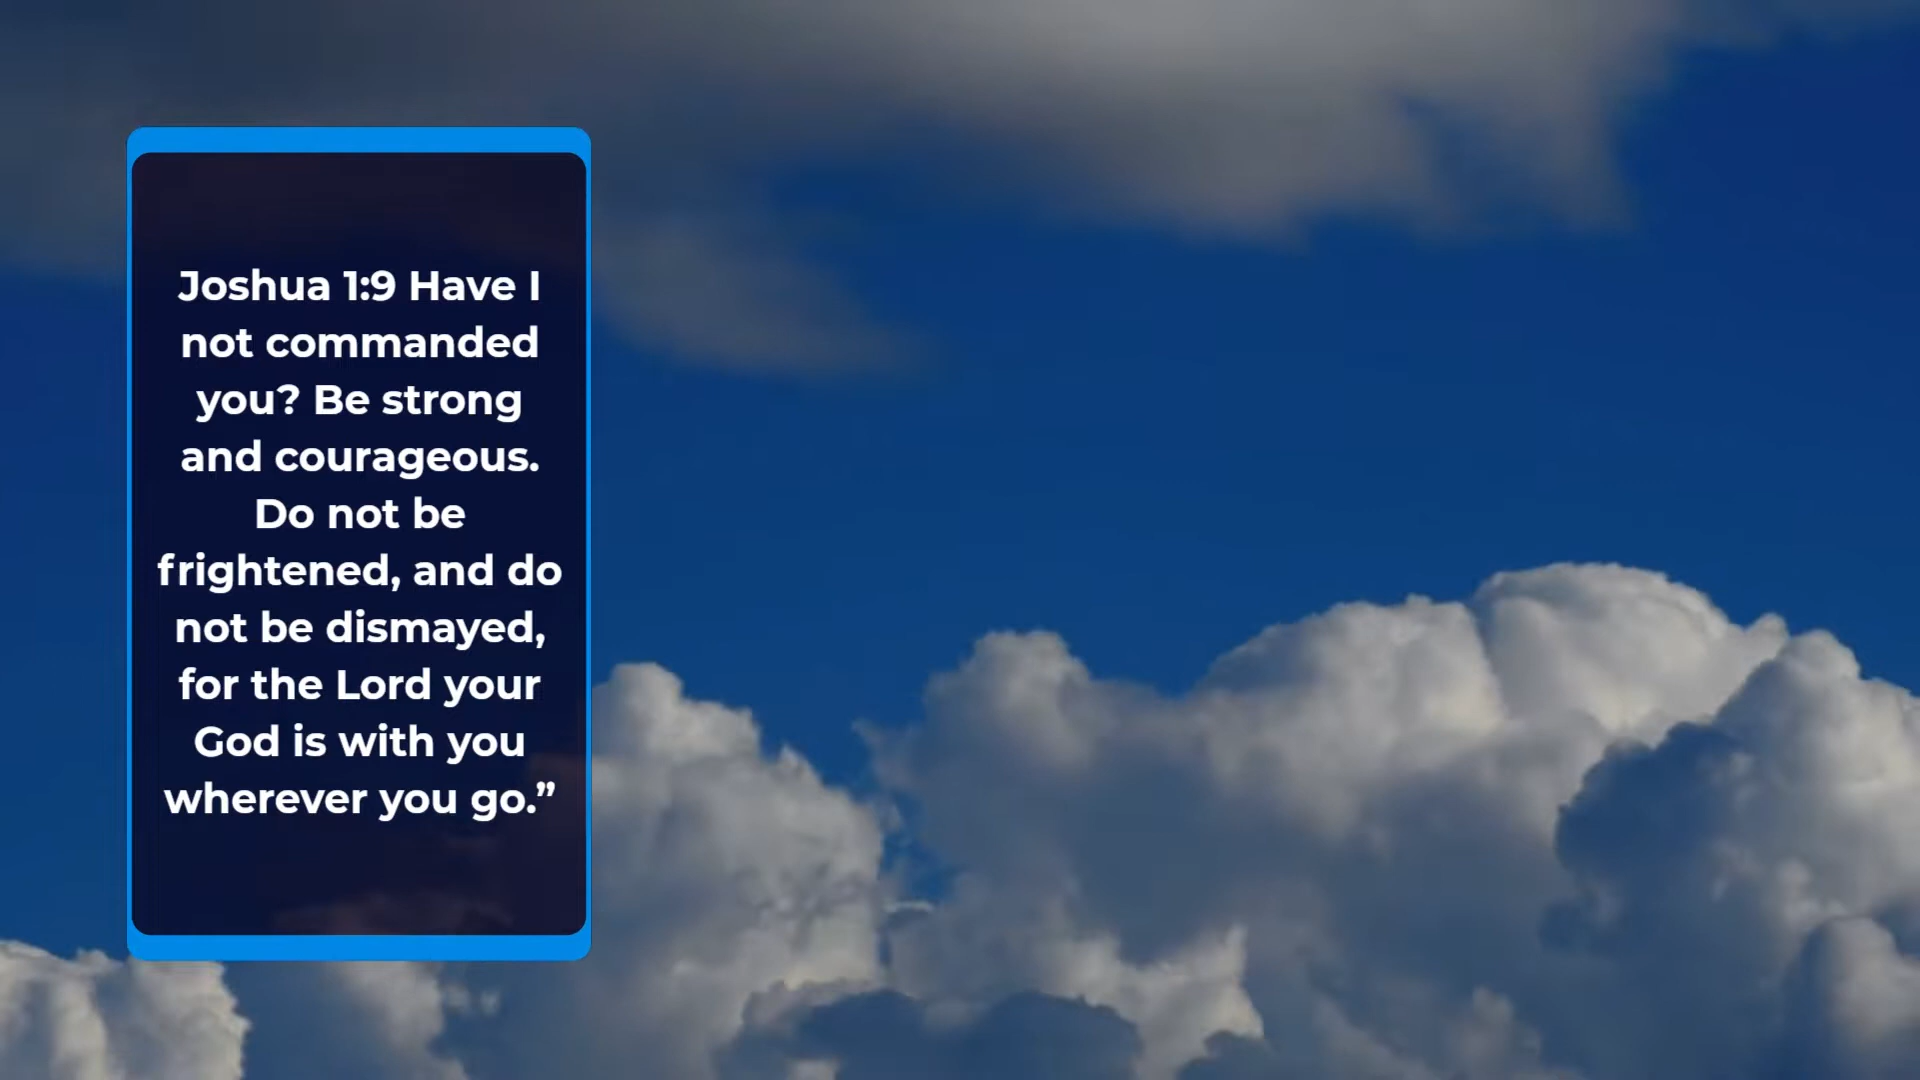 Joshua 1:9 Have I
not commanded
you? Be strong
and courageous.
Do not be
frightened, and do
not be dismayed,
for the Lord your
God is with you
wherever you go.”